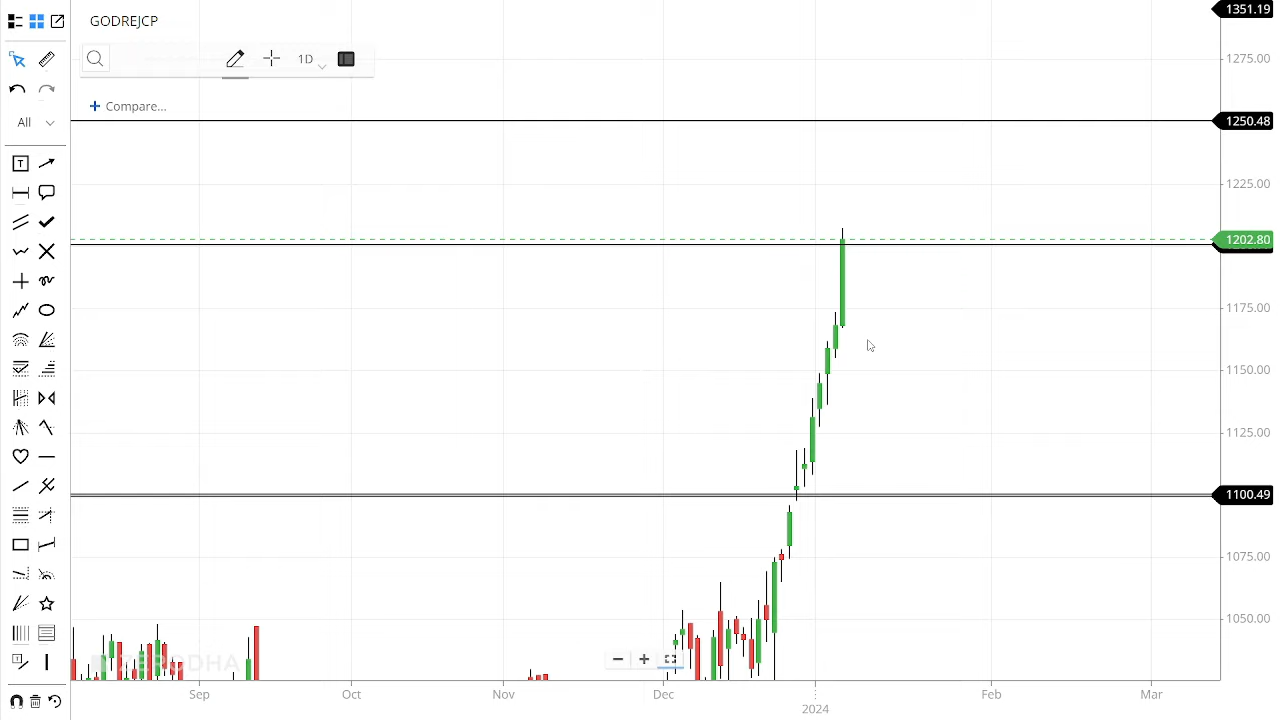 GODREJCP
1D
+ Compare...
All
T
1351.19
1275.00
1250.48
1225.00
1202.80
1175.00
1150.00
1125.00
1100.49
1075.00
1050.00
ZERODHA
Sep
Oct
Nov
Dec
2024
Feb
Mar